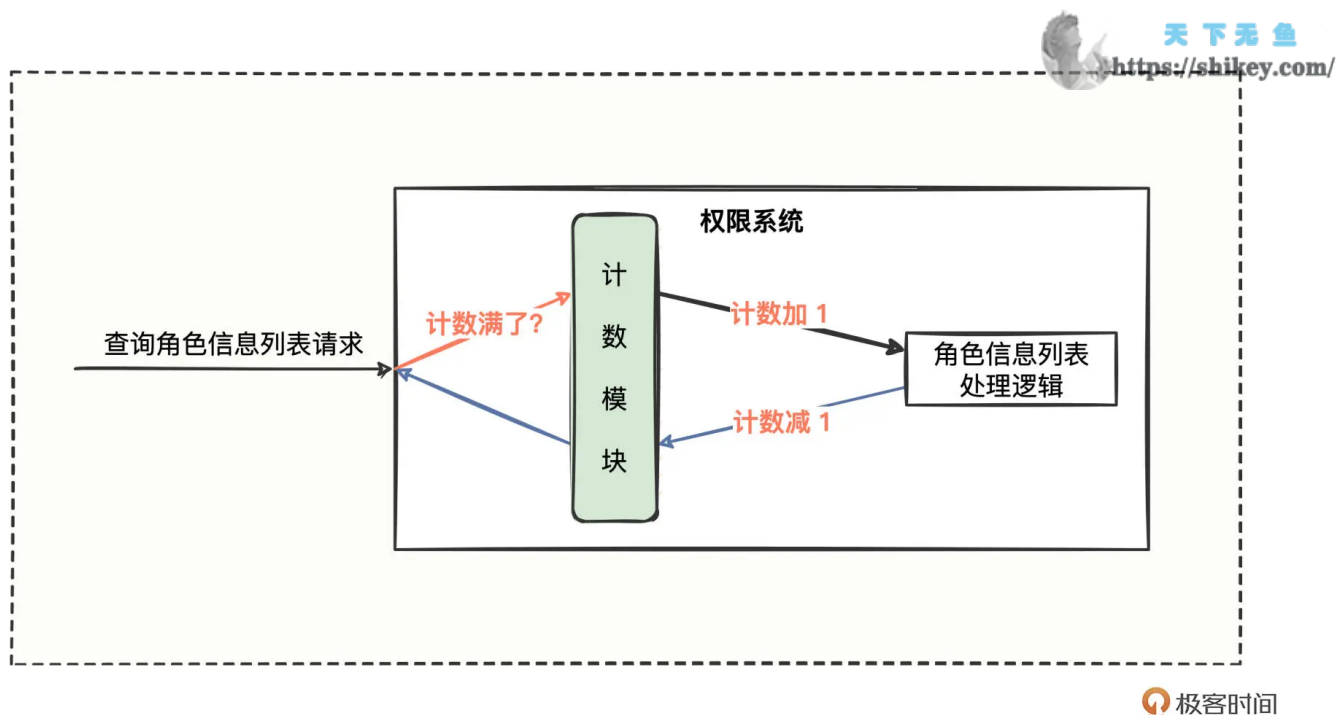 天下无鱼
https://shikey.com/
权限系统
计
数
模
块
计数满了?
查询角色信息列表请求
计数加 1
角色信息列表
处理逻辑
计数减 1
极客时间